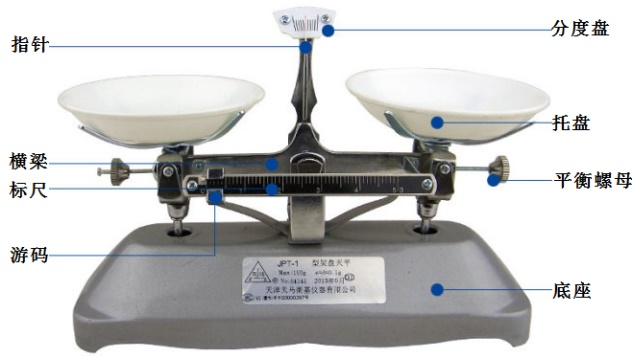 分度盘
指针
托盘
横梁
标尺
平衡螺母
游码
JPT-1 型架盘天平
天津天马衡基仪器有限公司
底座